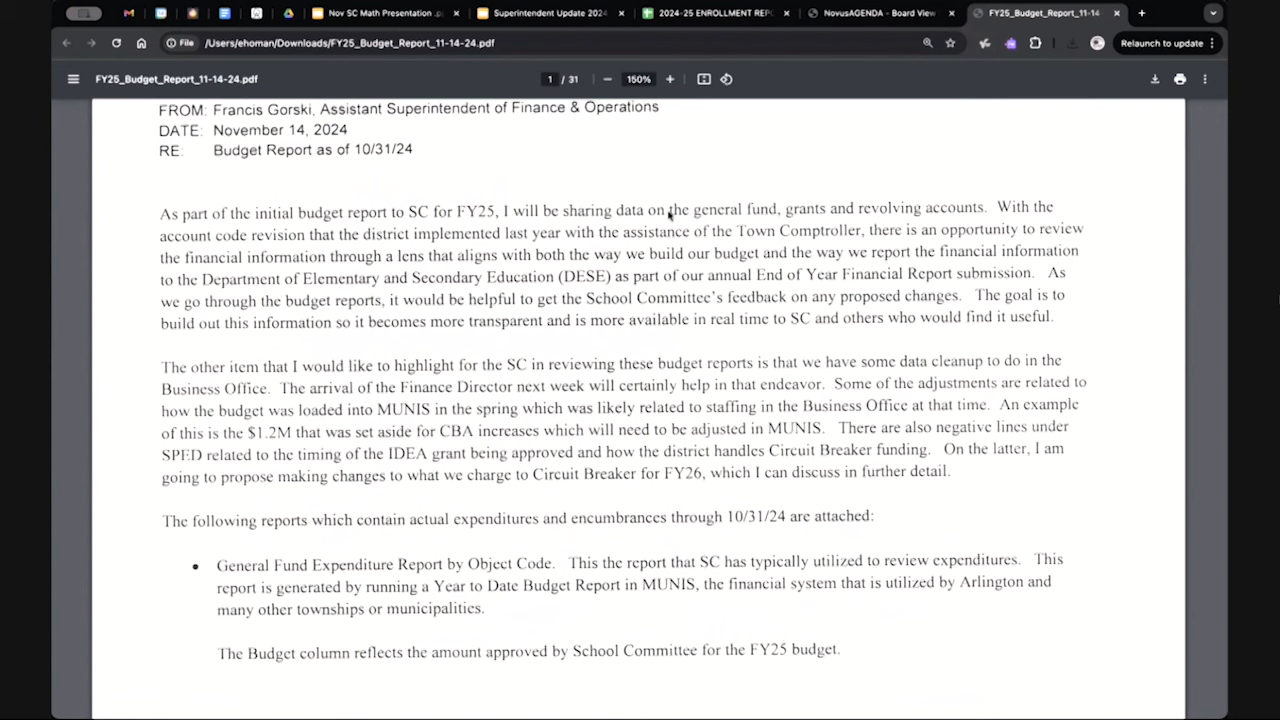 Nov SC Math Presentation .p
Superintendent Update 2024
2024-25 ENROLLMENT REP
NovusAGENDA - Board View
FY25_Budget_Report_11-14
File
/Users/ehoman/Downloads/FY25_Budget_Report_11-14-24.pdf
Relaunch to update
FY25_Budget_Report_11-14-24.pdf
1 / 31
150%
FROM: Francis Gorski, Assistant Superintendent of Finance & Operations
DATE: November 14, 2024
RE: Budget Report as of 10/31/24
As part of the initial budget report to SC for FY25, I will be sharing data on the general fund, grants and revolving accounts. With the
account code revision that the district implemented last year with the assistance of the Town Comptroller, there is an opportunity to review
the financial information through a lens that aligns with both the way we build our budget and the way we report the financial information
to the Department of Elementary and Secondary Education (DESE) as part of our annual End of Year Financial Report submission. As
we go through the budget reports, it would be helpful to get the School Committee's feedback on any proposed changes. The goal is to
build out this information so it becomes more transparent and is more available in real time to SC and others who would find it useful.
The other item that I would like to highlight for the SC in reviewing these budget reports is that we have some data cleanup to do in the
Business Office. The arrival of the Finance Director next week will certainly help in that endeavor. Some of the adjustments are related to
how the budget was loaded into MUNIS in the spring which was likely related to staffing in the Business Office at that time. An example
of this is the $1.2M that was set aside for CBA increases which will need to be adjusted in MUNIS. There are also negative lines under
SPED related to the timing of the IDEA grant being approved and how the district handles Circuit Breaker funding. On the latter, I am
going to propose making changes to what we charge to Circuit Breaker for FY26, which I can discuss in further detail.
The following reports which contain actual expenditures and encumbrances through 10/31/24 are attached:
• General Fund Expenditure Report by Object Code. This the report that SC has typically utilized to review expenditures. This
report is generated by running a Year to Date Budget Report in MUNIS, the financial system that is utilized by Arlington and
many other townships or municipalities.
The Budget column reflects the amount approved by School Committee for the FY25 budget.